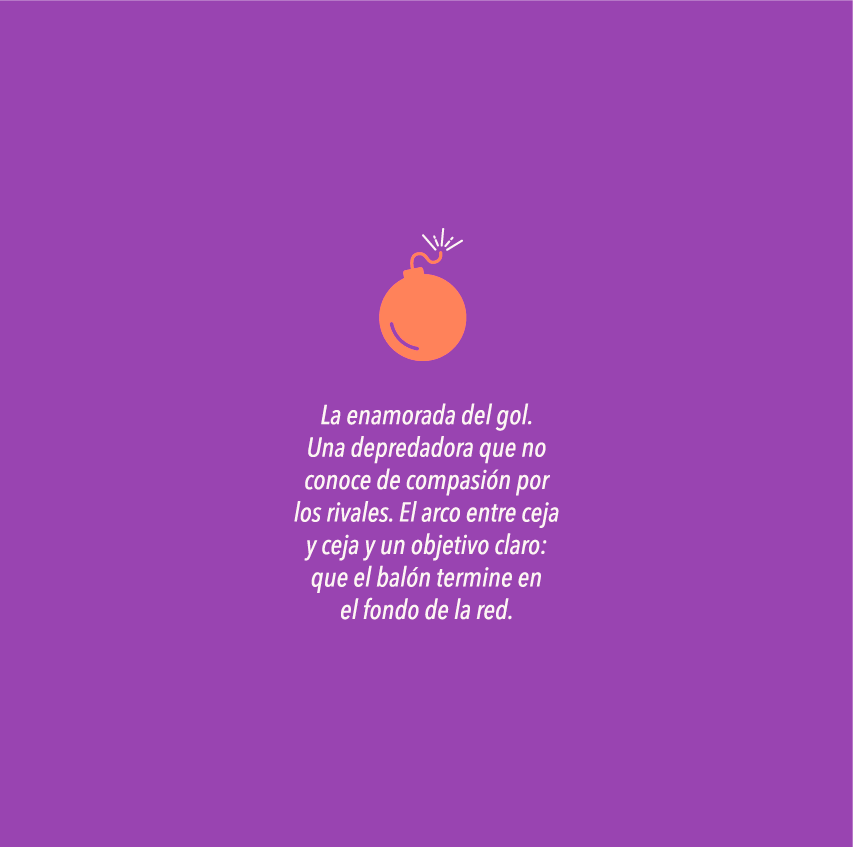 La enamorada del gol.
Una depredadora que no
conoce de compasión por
los rivales. El arco entre ceja
y ceja y un objetivo claro:
que el balón termine en
el fondo de la red.